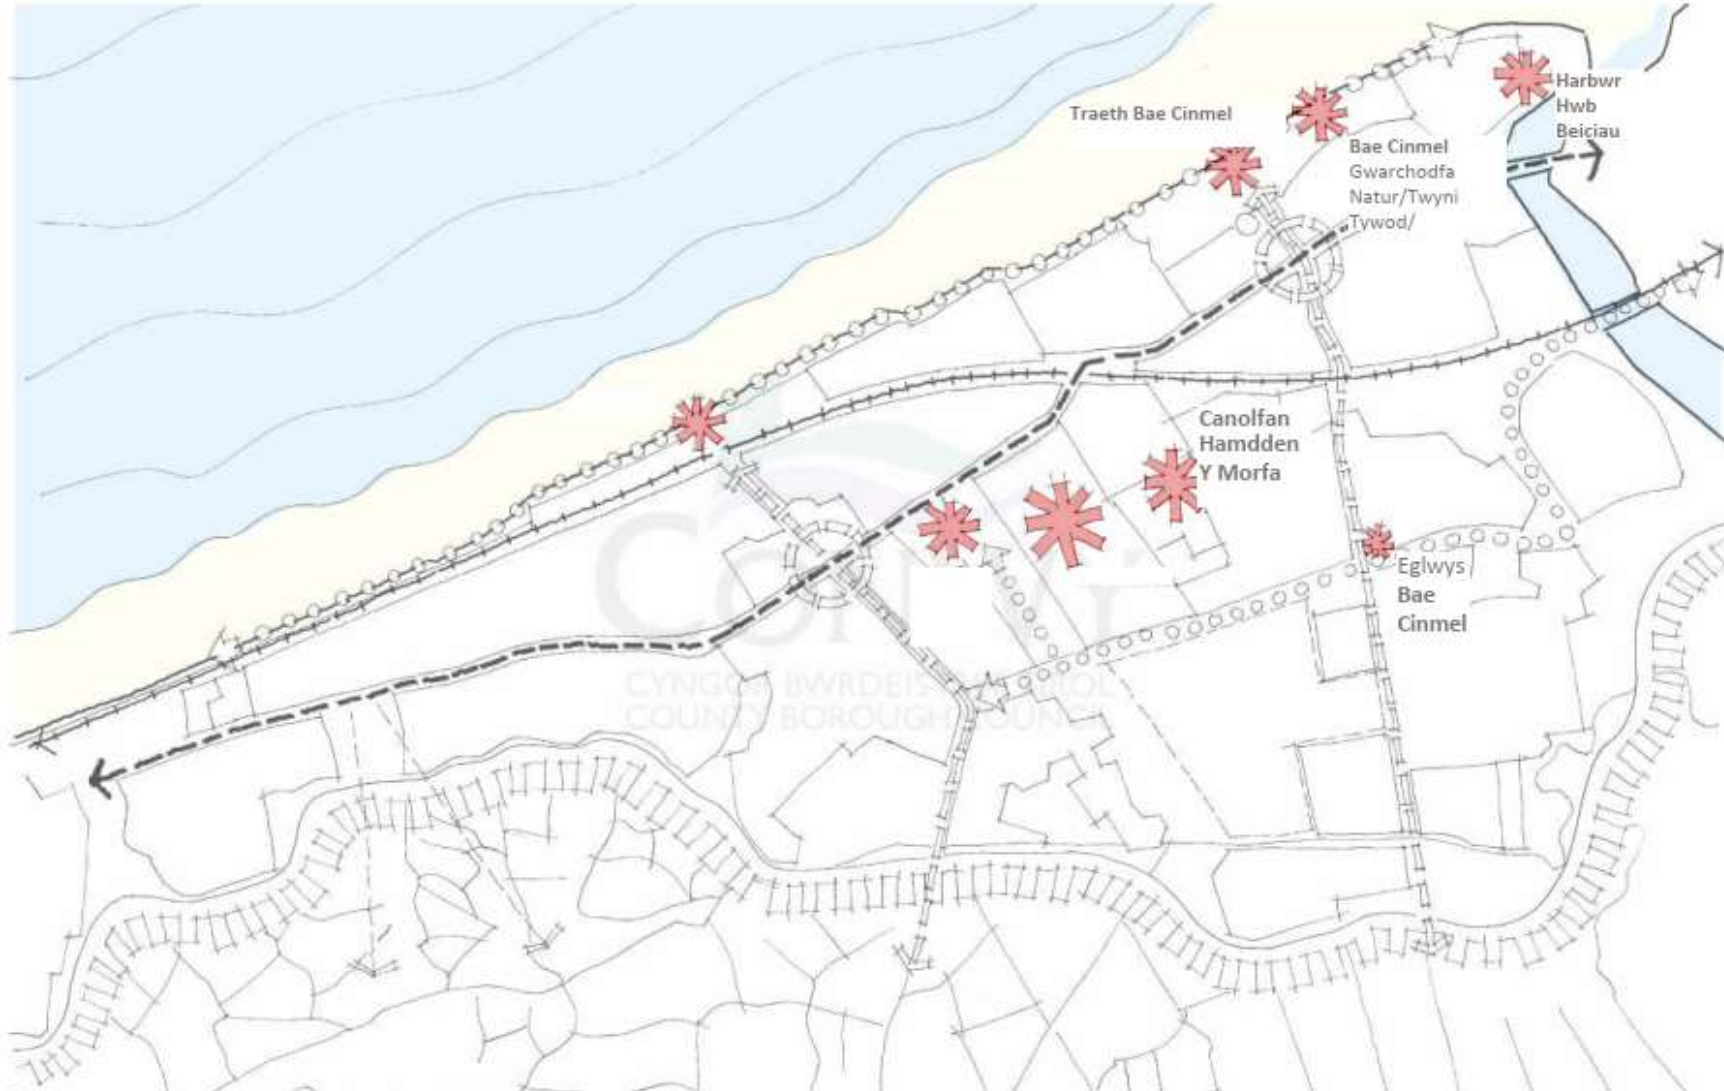 Traeth Bae Cinmel
Harbwr
Hwb
Beiciau
Bae Cinmel
Gwarchodfa
Natur/Twyni
Tywod/
Canolfan
Hamdden
Y Morfa
Eglwys
Bae
Cinmel
CONWY
CYNGOR BWRDEISTREF SIROL
COUNTY BOROUGH COUNCIL